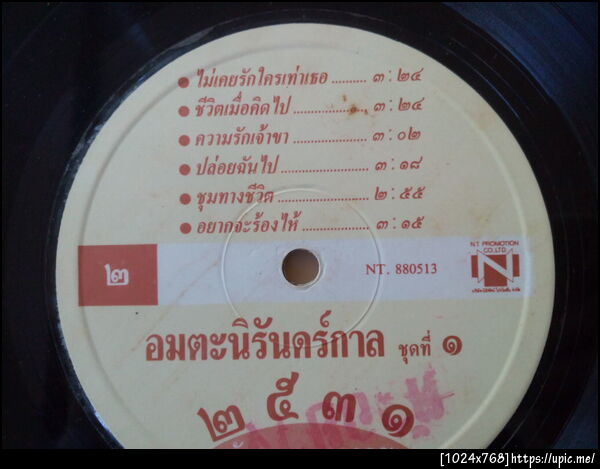 ● ไม่เคยรักใครเท่าเธอ .......... ๓ : ๒๔
● ชีวิตเมื่อคิดไป ..................... ๓ : ๒๔
● ความรักเจ้าขา ..................... ๓ : ๐๒
● ปล่อยฉันไป ......................... ๓ : ๑๘
● ชุมทางชีวิต .......................... ๒ : ๕๕
● อยากจะร้องไห้ .................... ๓ : ๑๕
N.T. PROMOTION
CO.,LTD
N
๒
NT. 880513
อมตะนิรันดร์กาล ชุดที่ ๑
๒ ๕ ๓ ๑
[1024x768]https://upic.me/